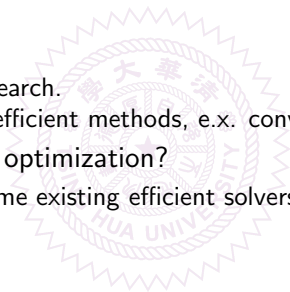 earch.
efficient methods, e.x. conv
optimization?
me existing efficient solvers